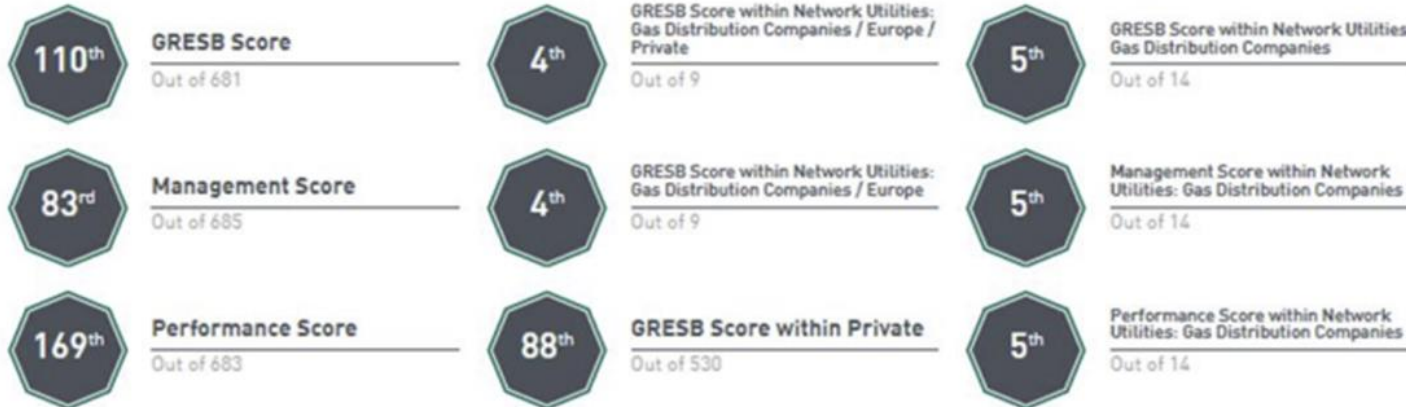 110th
GRESB Score
Out of 681
4th
GRESB Score within Network Utilities:
Gas Distribution Companies / Europe /
Private
Out of 9
5th
GRESB Score within Network Utilities
Gas Distribution Companies
Out of 14
83rd
Management Score
Out of 685
4th
GRESB Score within Network Utilities:
Gas Distribution Companies / Europe
Out of 9
5th
Management Score within Network
Utilities: Gas Distribution Companies
Out of 14
169th
Performance Score
Out of 683
88th
GRESB Score within Private
Out of 530
5th
Performance Score within Network
Utilities: Gas Distribution Companies
Out of 14